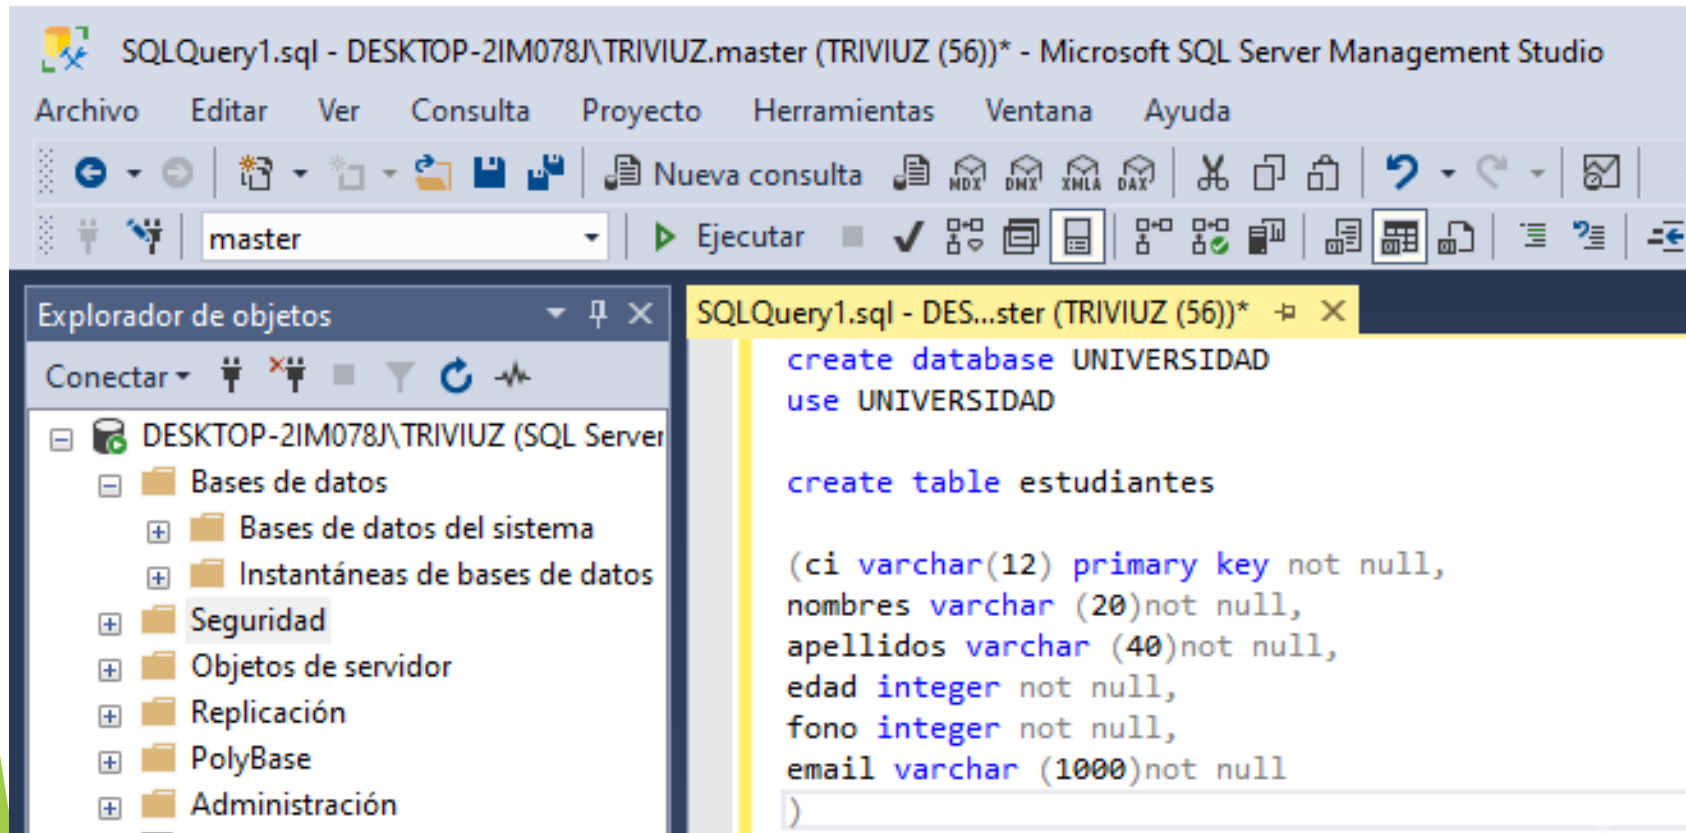 SQLQuery1.sql - DESKTOP-2IM078J\TRIVIUZ.master (TRIVIUZ (56))* - Microsoft SQL Server Management Studio
Archivo Editar Ver Consulta Proyecto Herramientas Ventana Ayuda
Nueva consulta MDX DMX XMLA DAX
master Ejecutar
Explorador de objetos
Conectar
DESKTOP-2IM078J\TRIVIUZ (SQL Server
Bases de datos
Bases de datos del sistema
Instantáneas de bases de datos
Seguridad
Objetos de servidor
Replicación
PolyBase
Administración
SQLQuery1.sql - DES...ster (TRIVIUZ (56))*
create database UNIVERSIDAD
use UNIVERSIDAD
create table estudiantes
(ci varchar(12) primary key not null,
nombres varchar (20)not null,
apellidos varchar (40)not null,
edad integer not null,
fono integer not null,
email varchar (1000)not null
)